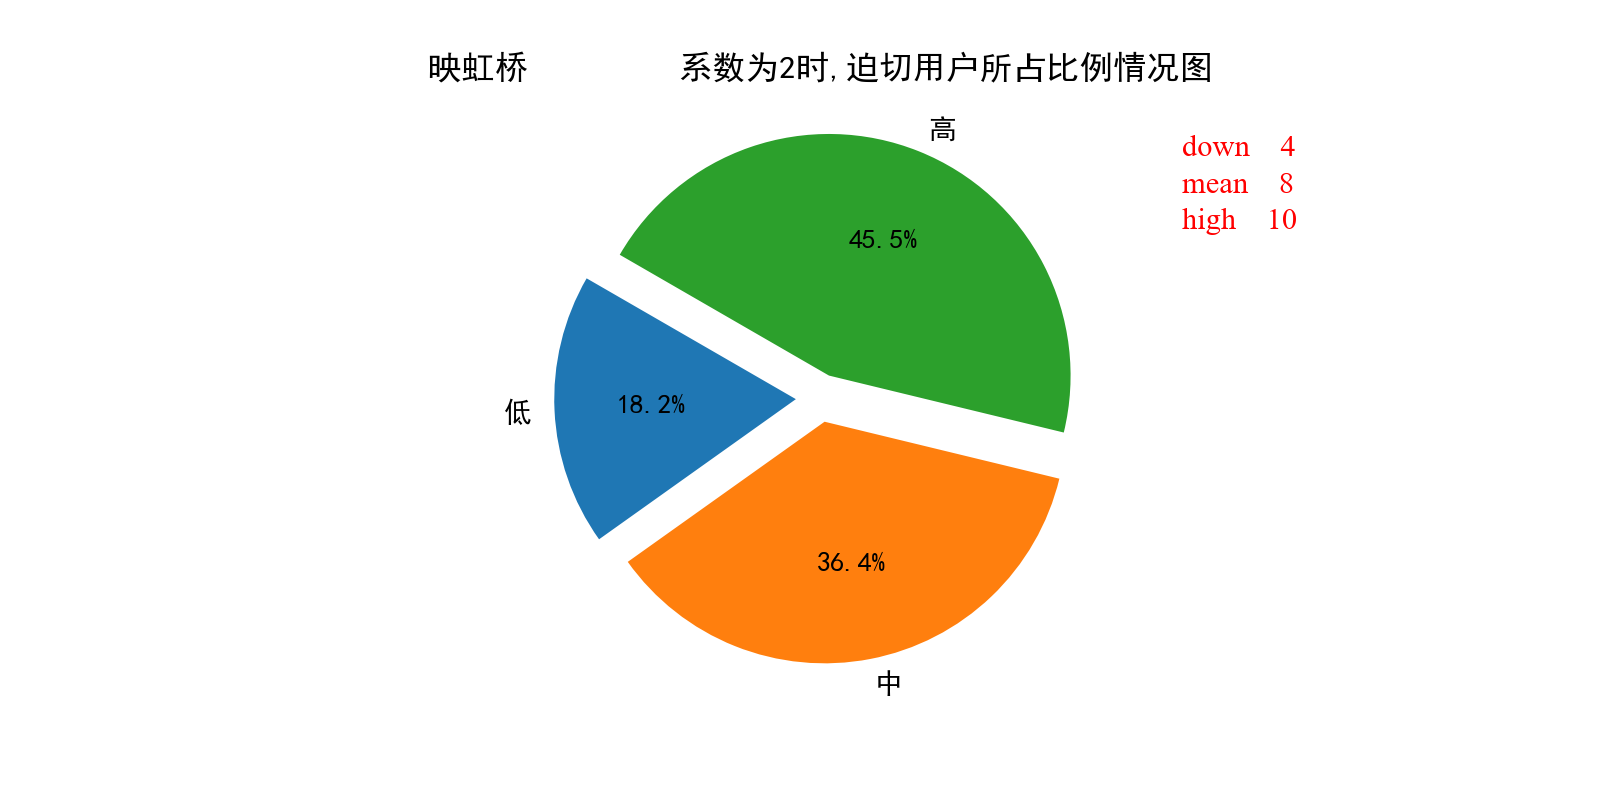 映虹桥 系数为2时,迫切用户所占比例情况图
高
down 4
mean 8
high 10
45.5%
低
18.2%
36.4%
中